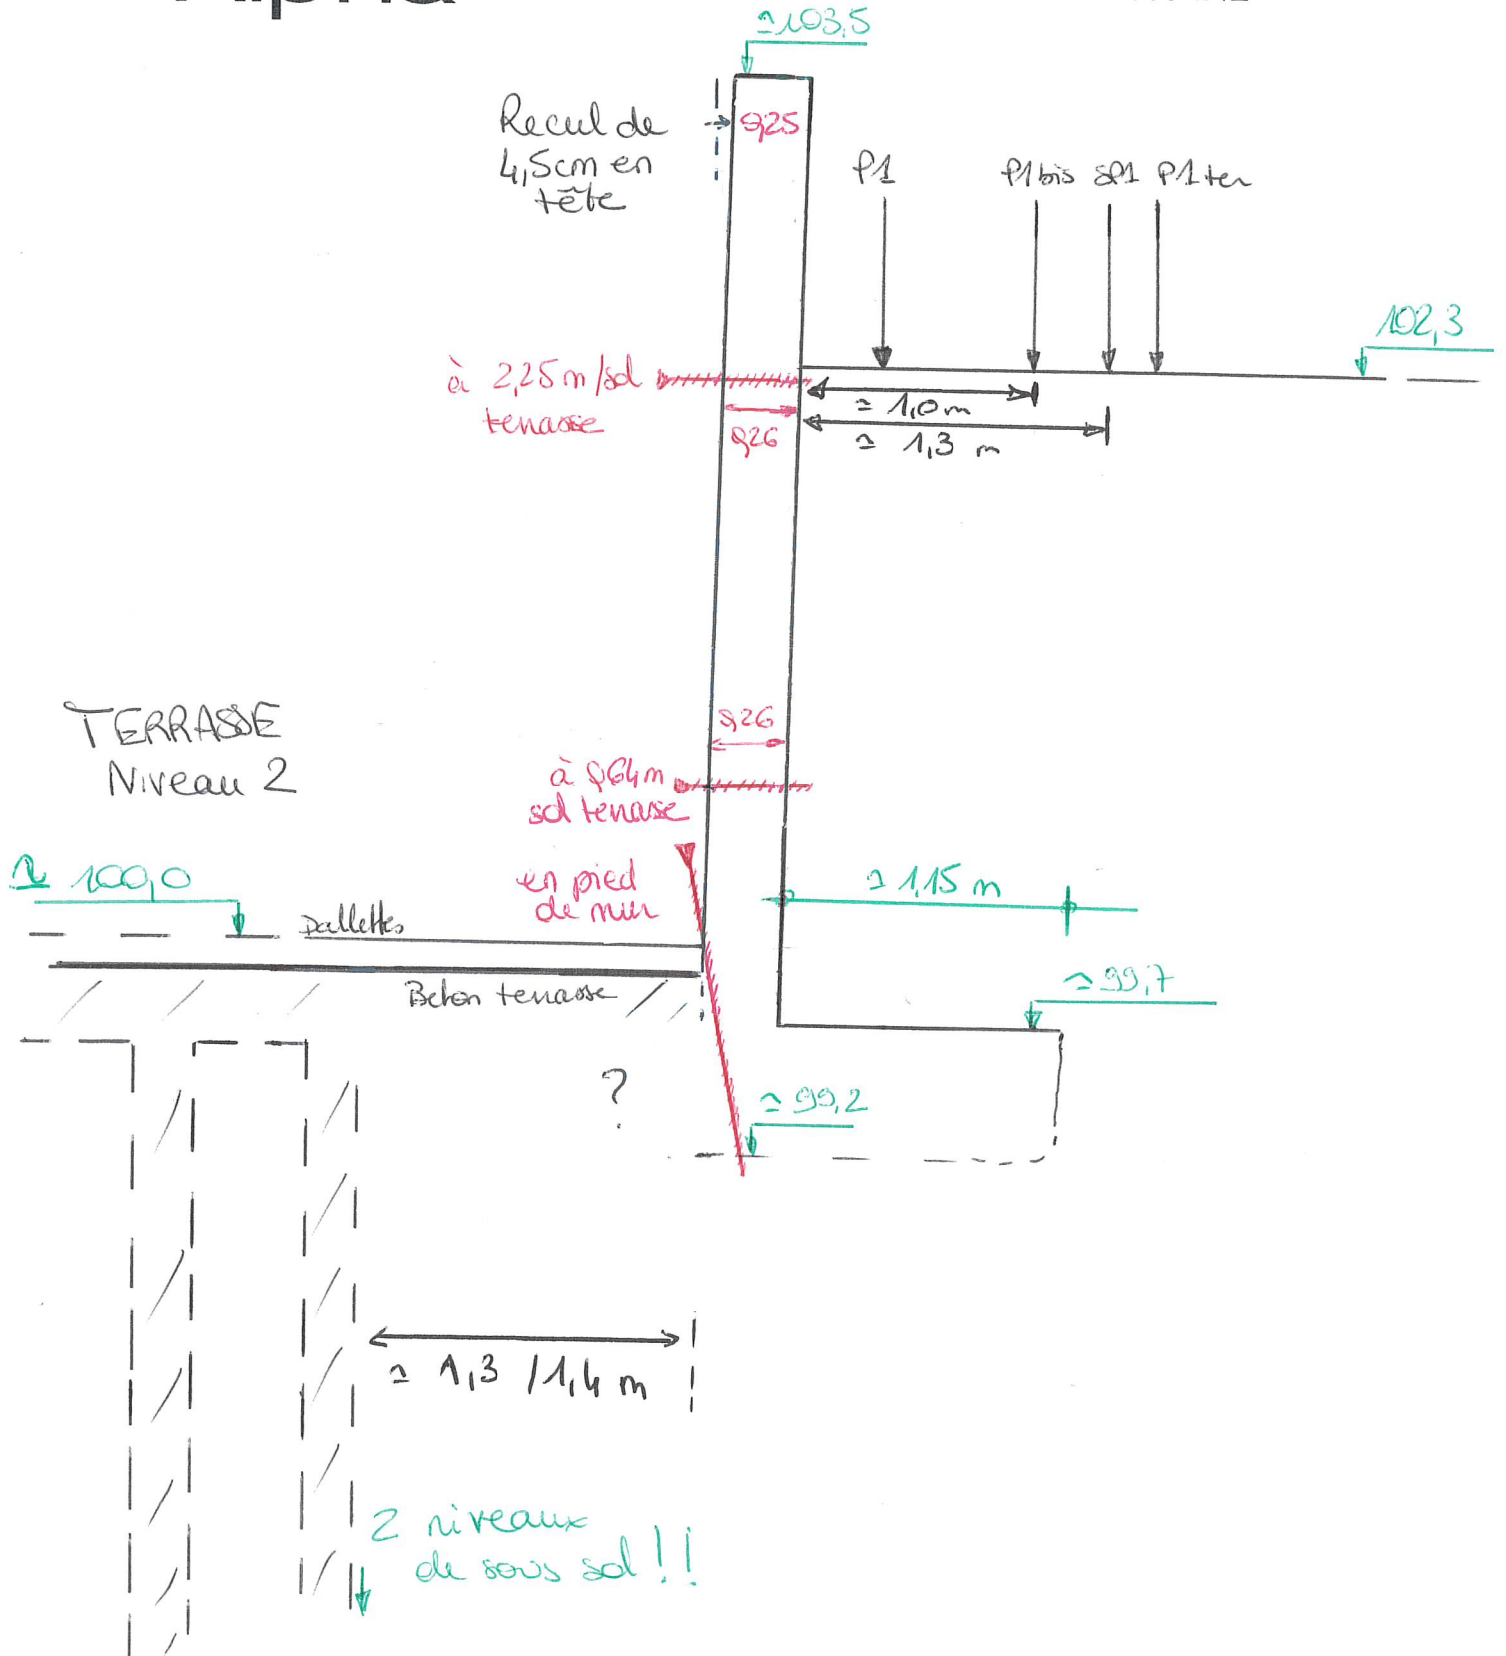 ≃103,5
Recul de
4,5cm en
tête
0,25
P1
P1bis SP1 P1ter
102,3
à 2,25m/sol
terrasse
≃ 1,0m
0,26
≃ 1,3 m
TERRASSE
Niveau 2
0,26
à 0,64m
sol terrasse
≃ 100,0
en pied
de mur
≃ 1,15 m
Dallettes
Béton terrasse
≃99,7
?
≃ 99,2
≃ 1,3 /1,4 m
2 niveaux
de sous sol !!